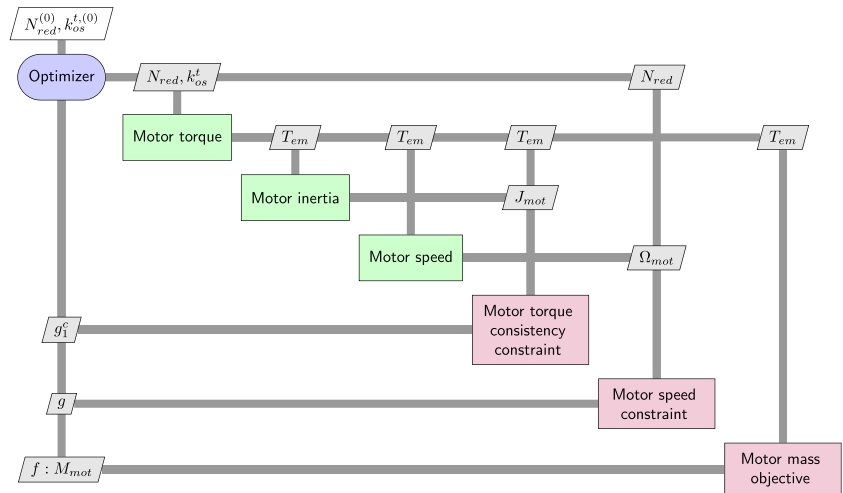 N_{red}^{(0)}, k_{os}^{t,(0)}
Optimizer
N_{red}, k_{os}^{t}
N_{red}
Motor torque
T_{em}
T_{em}
T_{em}
T_{em}
Motor inertia
J_{mot}
Motor speed
Ω_{mot}
g_1^c
Motor torque
consistency
constraint
g
Motor speed
constraint
f : M_{mot}
Motor mass
objective